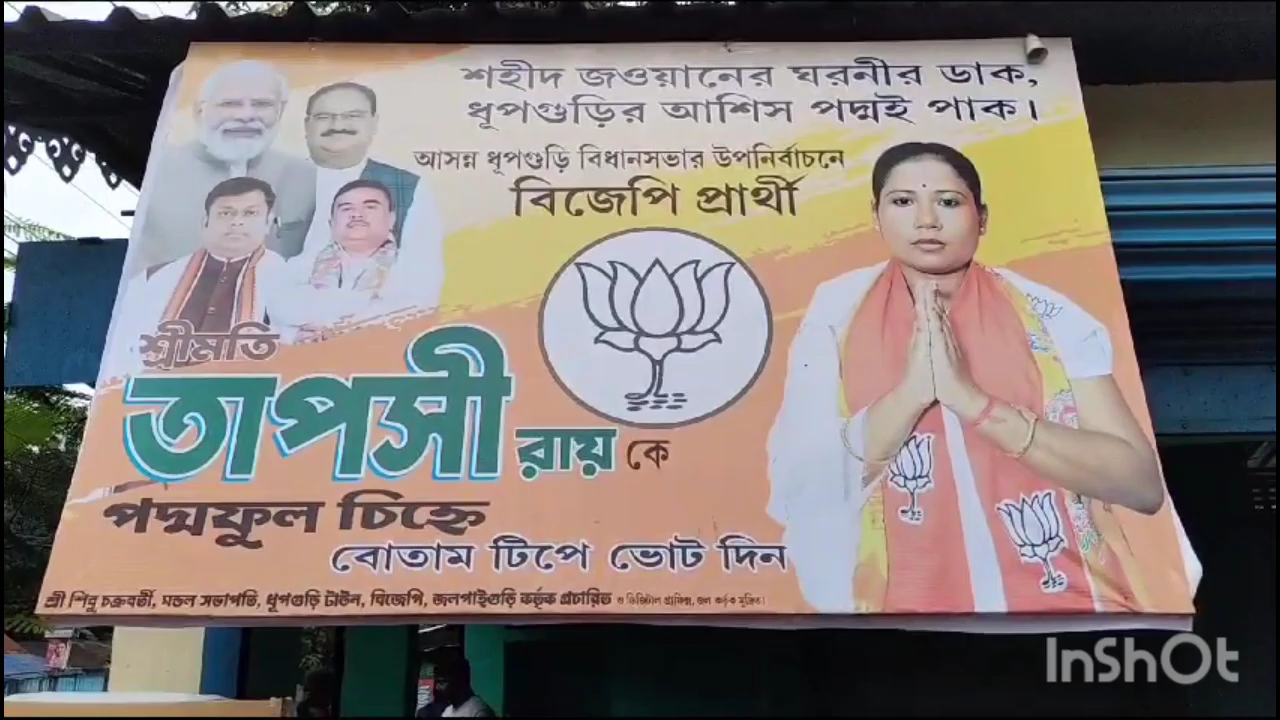 শহীদ জওয়ানের ঘরনীর ডাক,
ধূপগুড়ির আশিস পদ্মই পাক।
আসন্ন ধূপগুড়ি বিধানসভার উপনির্বাচনে
বিজেপি প্রার্থী
শ্রীমতি
তাপসী রায় কে
পদ্মফুল চিহ্নে
বোতাম টিপে ভোট দিন
শ্রী শিবু চক্রবর্তী, মন্ডল সভাপতি, ধূপগুড়ি টাউন, বিজেপি, জলপাইগুড়ি কর্তৃক প্রচারিত
InShOt